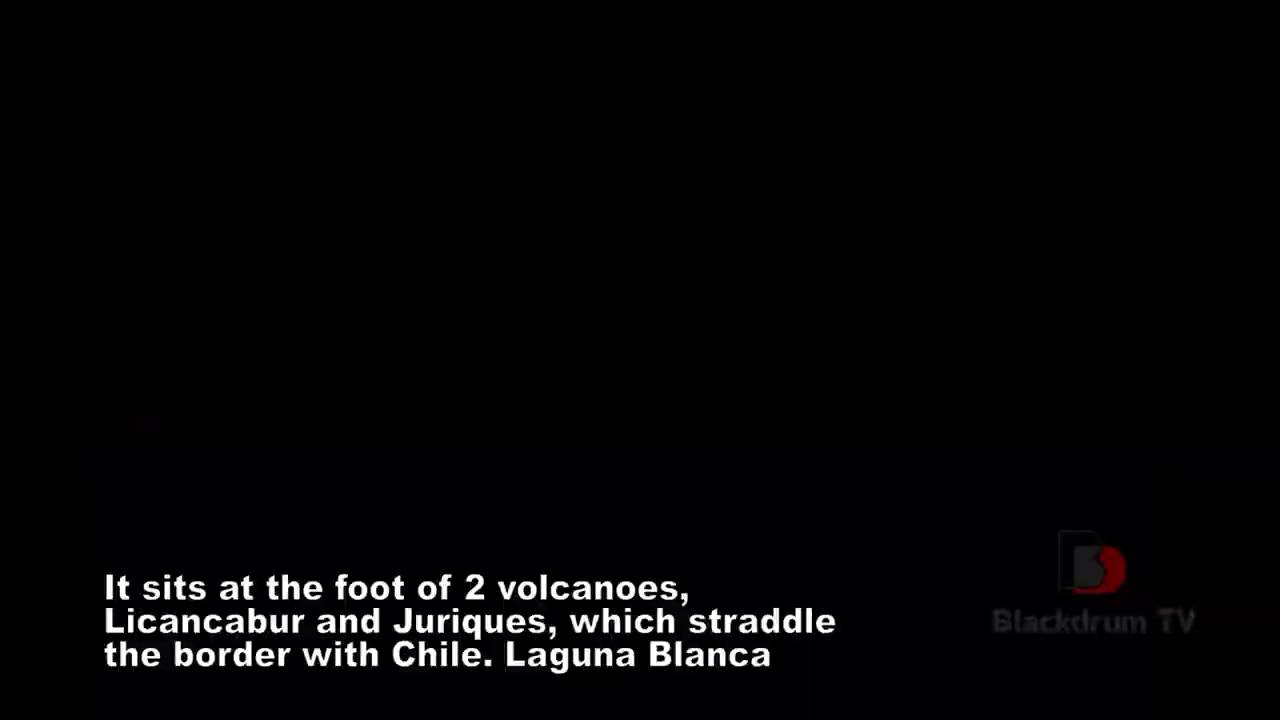 It sits at the foot of 2 volcanoes,
Licancabur and Juriques, which straddle
the border with Chile. Laguna Blanca
Blackdrum TV